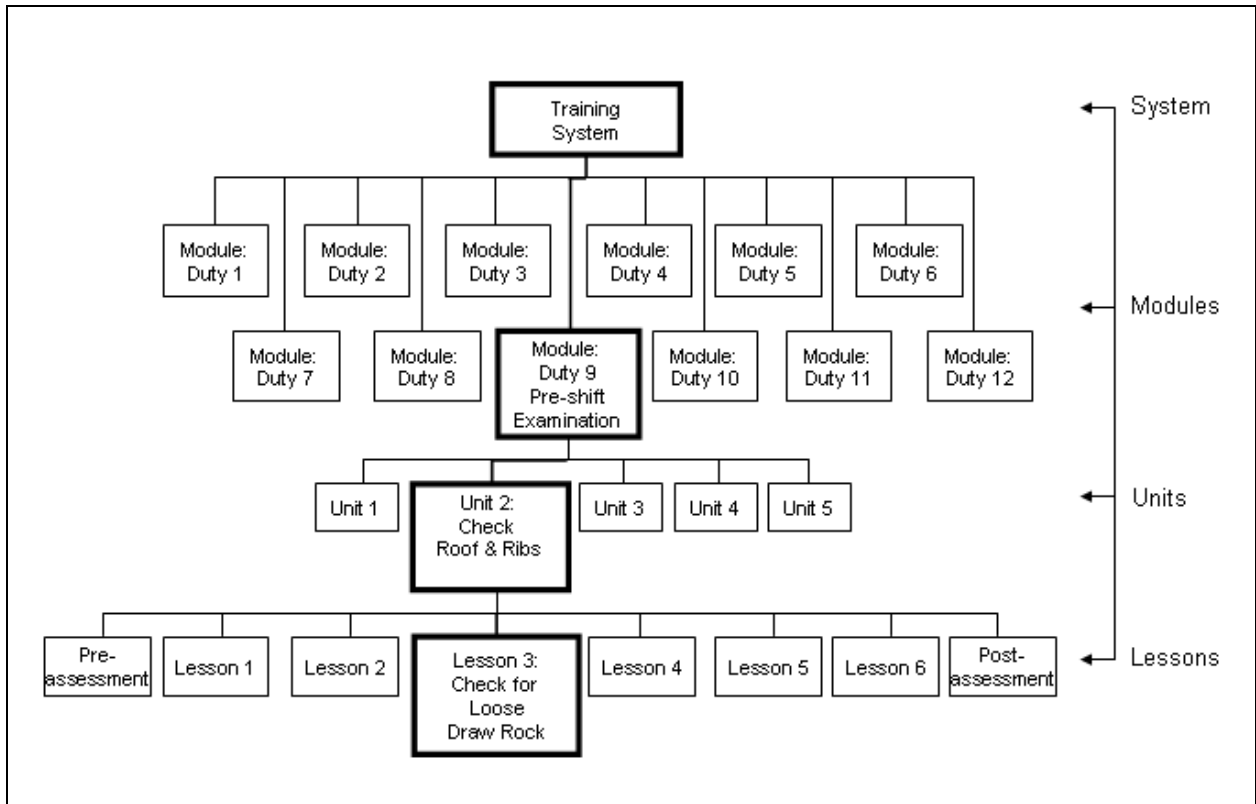 Training
System
System
Module:
Duty 1
Module:
Duty 2
Module:
Duty 3
Module:
Duty 4
Module:
Duty 5
Module:
Duty 6
Modules
Module:
Duty 7
Module:
Duty 8
Module:
Duty 9
Pre-shift
Examination
Module:
Duty 10
Module:
Duty 11
Module:
Duty 12
Unit 1
Unit 2:
Check
Roof & Ribs
Unit 3
Unit 4
Unit 5
Units
Pre-
assessment
Lesson 1
Lesson 2
Lesson 3:
Check for
Loose
Draw Rock
Lesson 4
Lesson 5
Lesson 6
Post-
assessment
Lessons